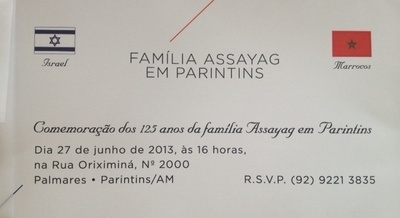 Israel
FAMÍLIA ASSAYAG
EM PARINTINS
Marrocos
Comemoração dos 125 anos da família Assayag em Parintins
Dia 27 de junho de 2013, às 16 horas,
na Rua Oriximiná, Nº 2000
Palmares • Parintins/AM R.S.V.P. (92) 9221 3835